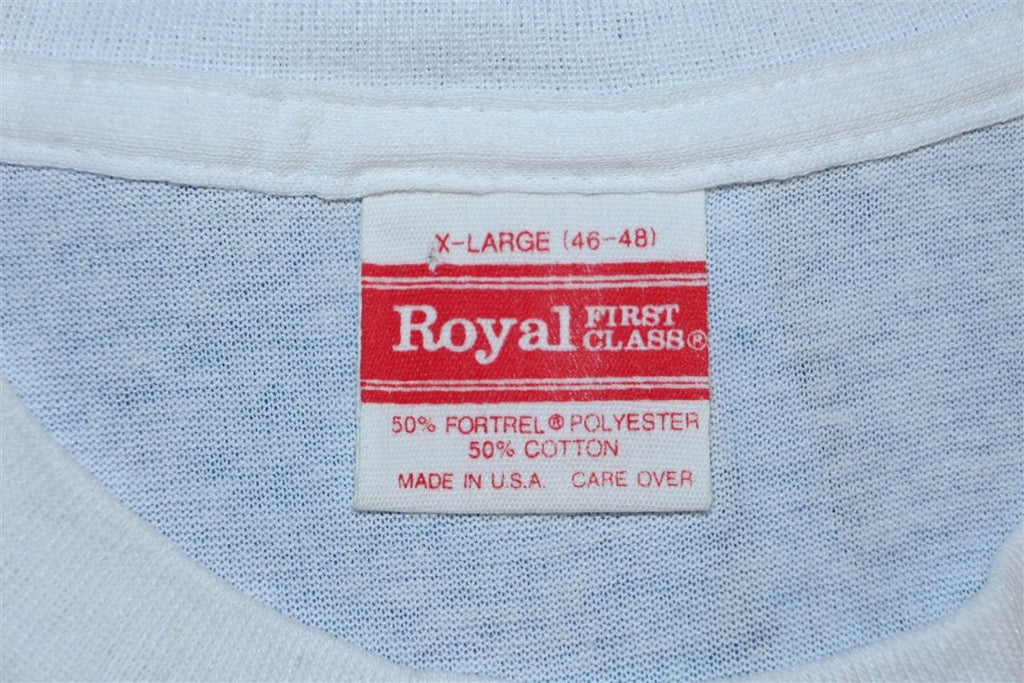 X-LARGE (46-48)
Royal FIRST CLASS®
50% FORTREL® POLYESTER
50% COTTON
MADE IN U.S.A. CARE OVER